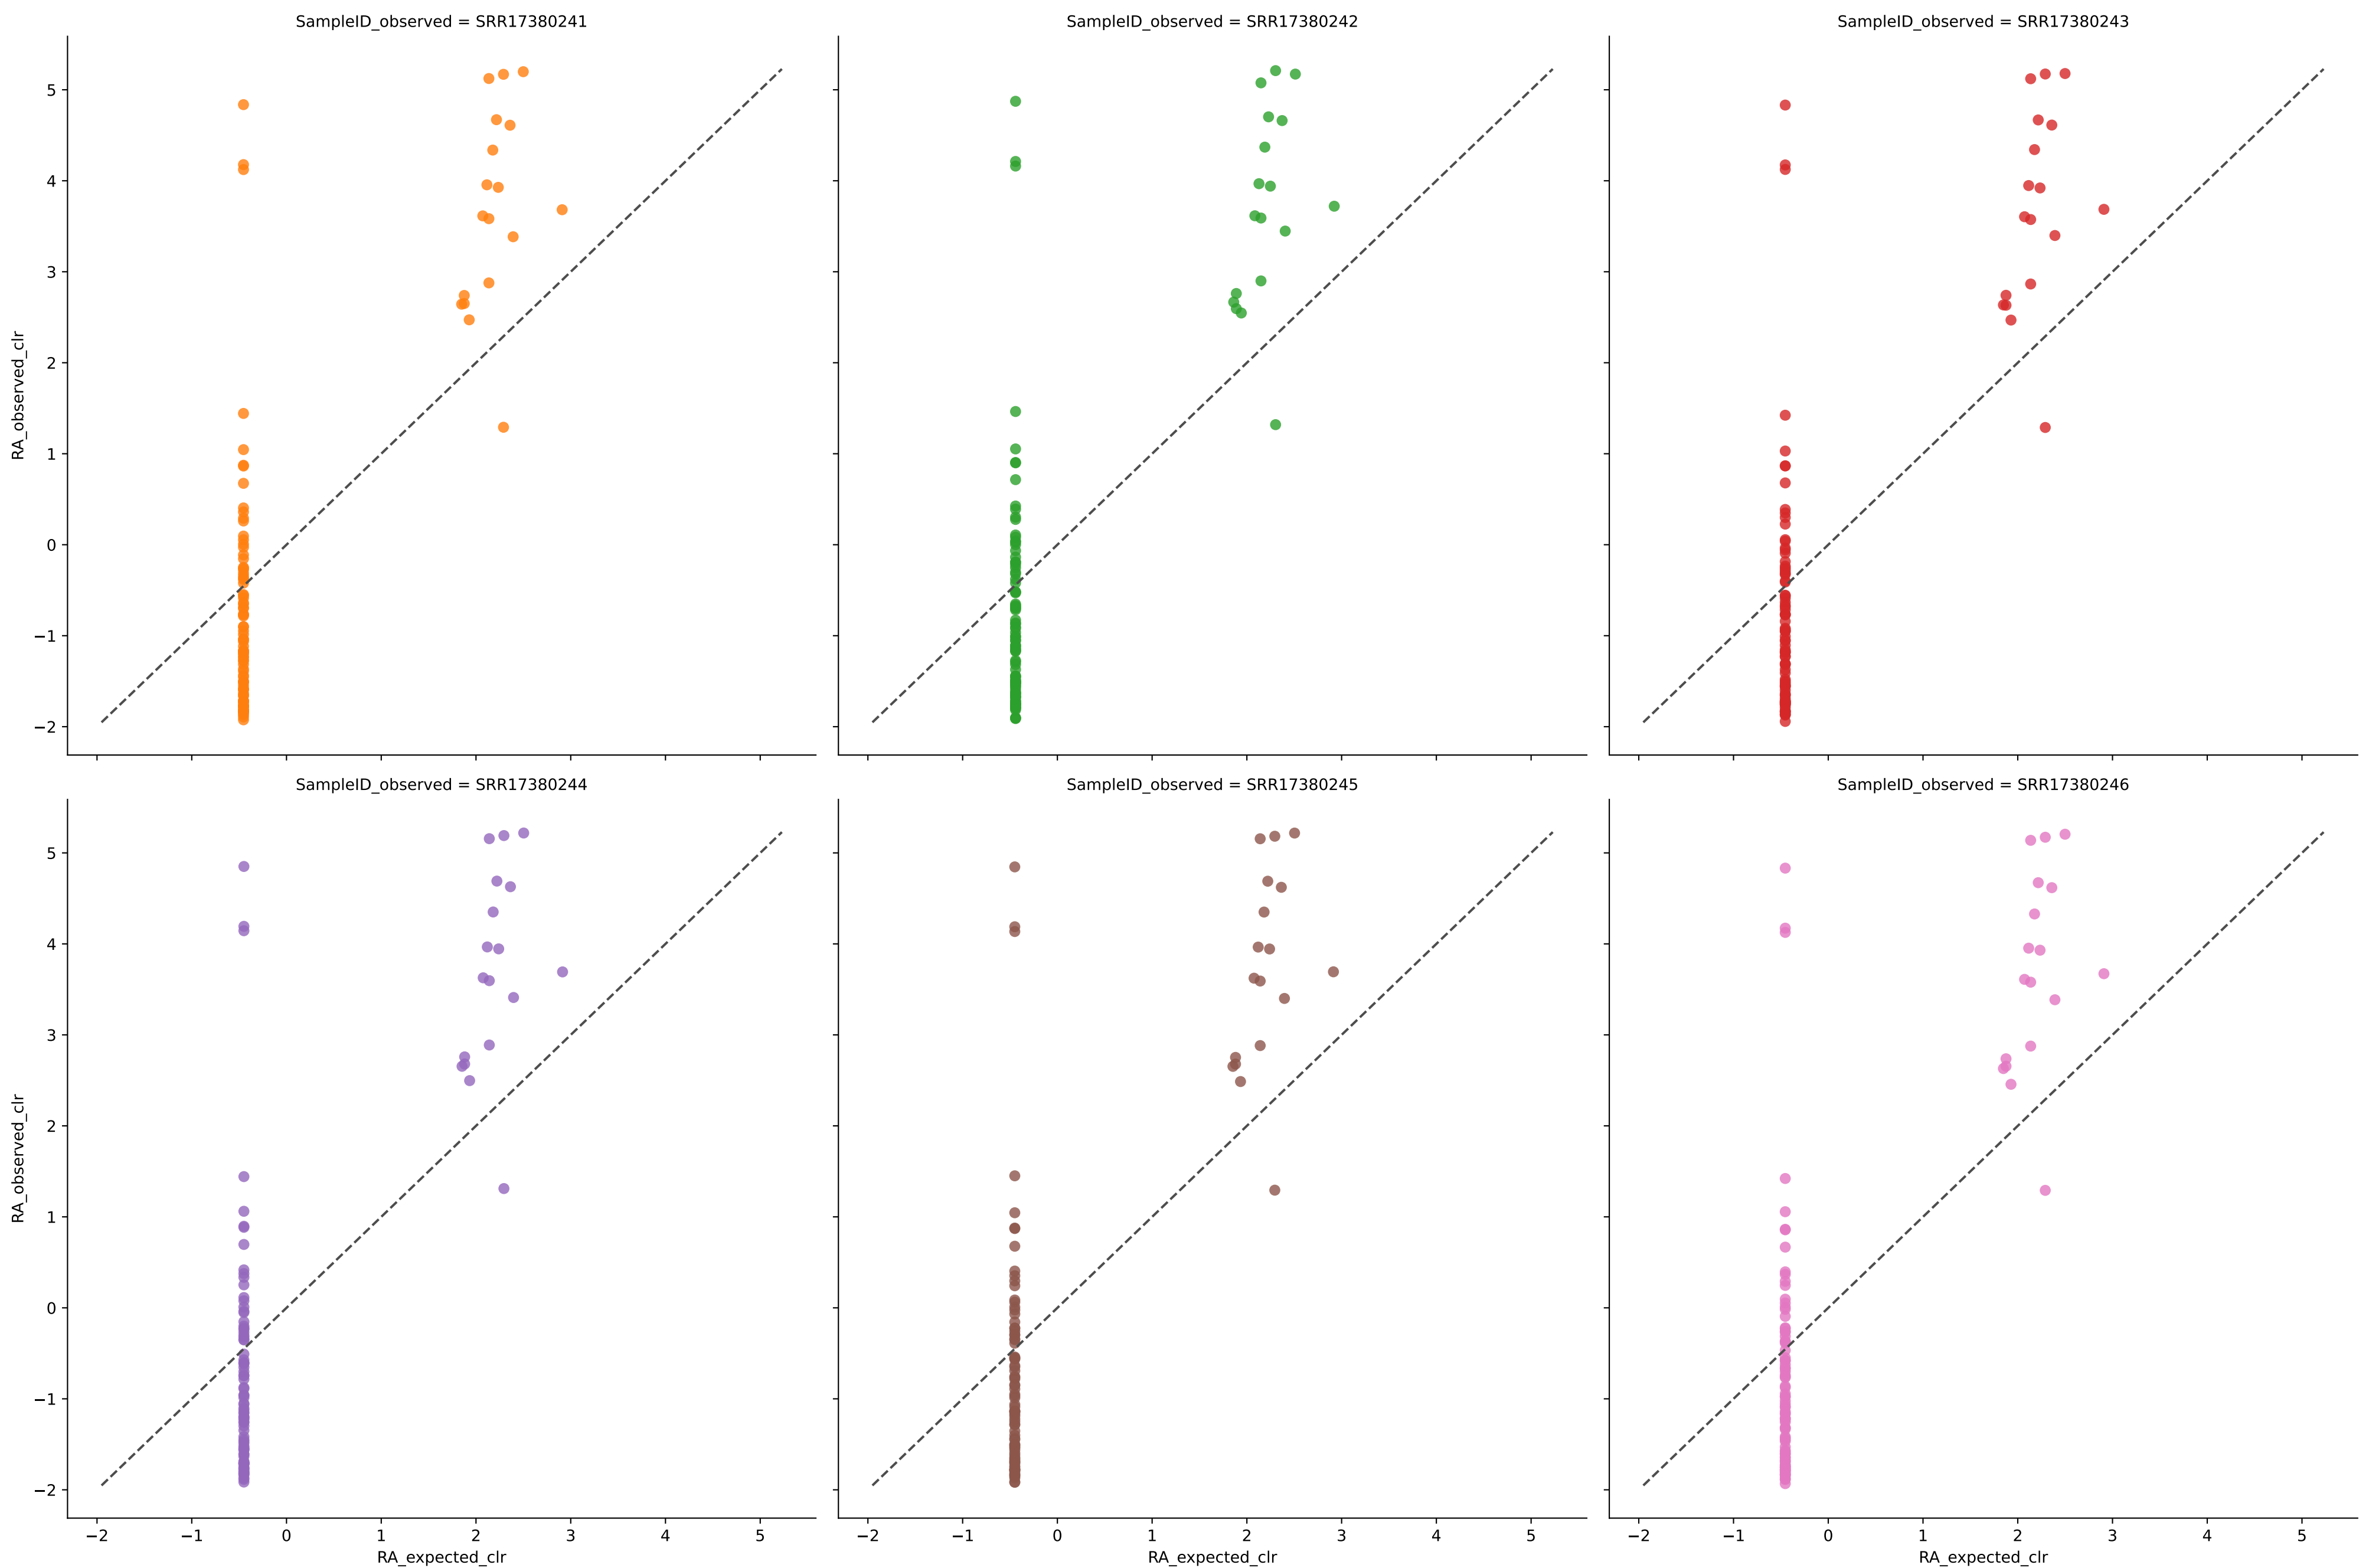 SampleID_observed = SRR17380241
SampleID_observed = SRR17380242
SampleID_observed = SRR17380243
5
4
3
2
1
0
−1
−2
RA_observed_clr
SampleID_observed = SRR17380244
SampleID_observed = SRR17380245
SampleID_observed = SRR17380246
5
4
3
2
1
0
−1
−2
RA_observed_clr
−2 −1 0 1 2 3 4 5
−2 −1 0 1 2 3 4 5
−2 −1 0 1 2 3 4 5
RA_expected_clr
RA_expected_clr
RA_expected_clr